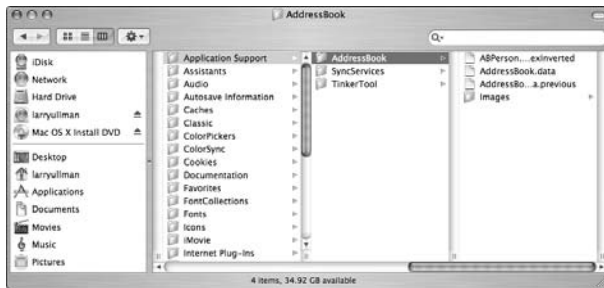 AddressBook
iDisk
Network
Hard Drive
larryullman
Mac OS X Install DVD
Desktop
larryullman
Applications
Documents
Movies
Music
Pictures
Application Support
Assistants
Audio
Autosave Information
Caches
Classic
ColorPickers
ColorSync
Cookies
Documentation
Favorites
FontCollections
Fonts
Icons
iMovie
Internet Plug-Ins
AddressBook
SyncServices
TinkerTool
ABPerson,...exInverted
AddressBook.data
AddressBo...a.previous
Images
4 items, 34.92 GB available